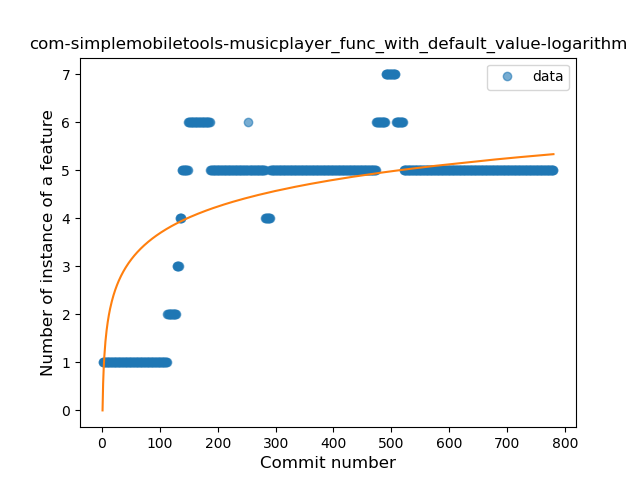 com-simplemobiletools-musicplayer_func_with_default_value-logarithm
data
Number of instance of a feature
7
6
5
4
3
2
1
0
0 100 200 300 400 500 600 700 800
Commit number